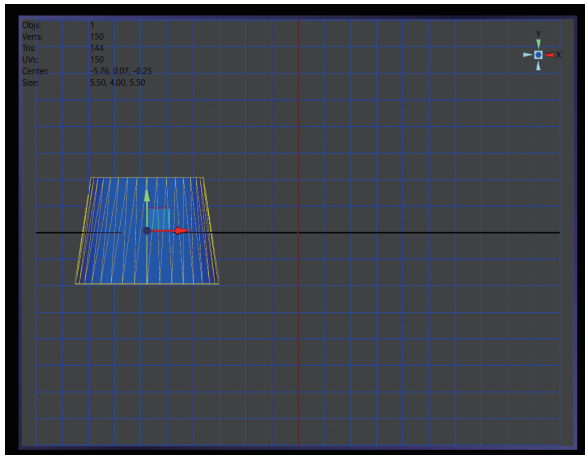 Objs: 1
Verts: 150
Tris: 144
UVs: 150
Center: -5.76, 0.07, -0.25
Size: 5.50, 4.00, 5.50
Y
X